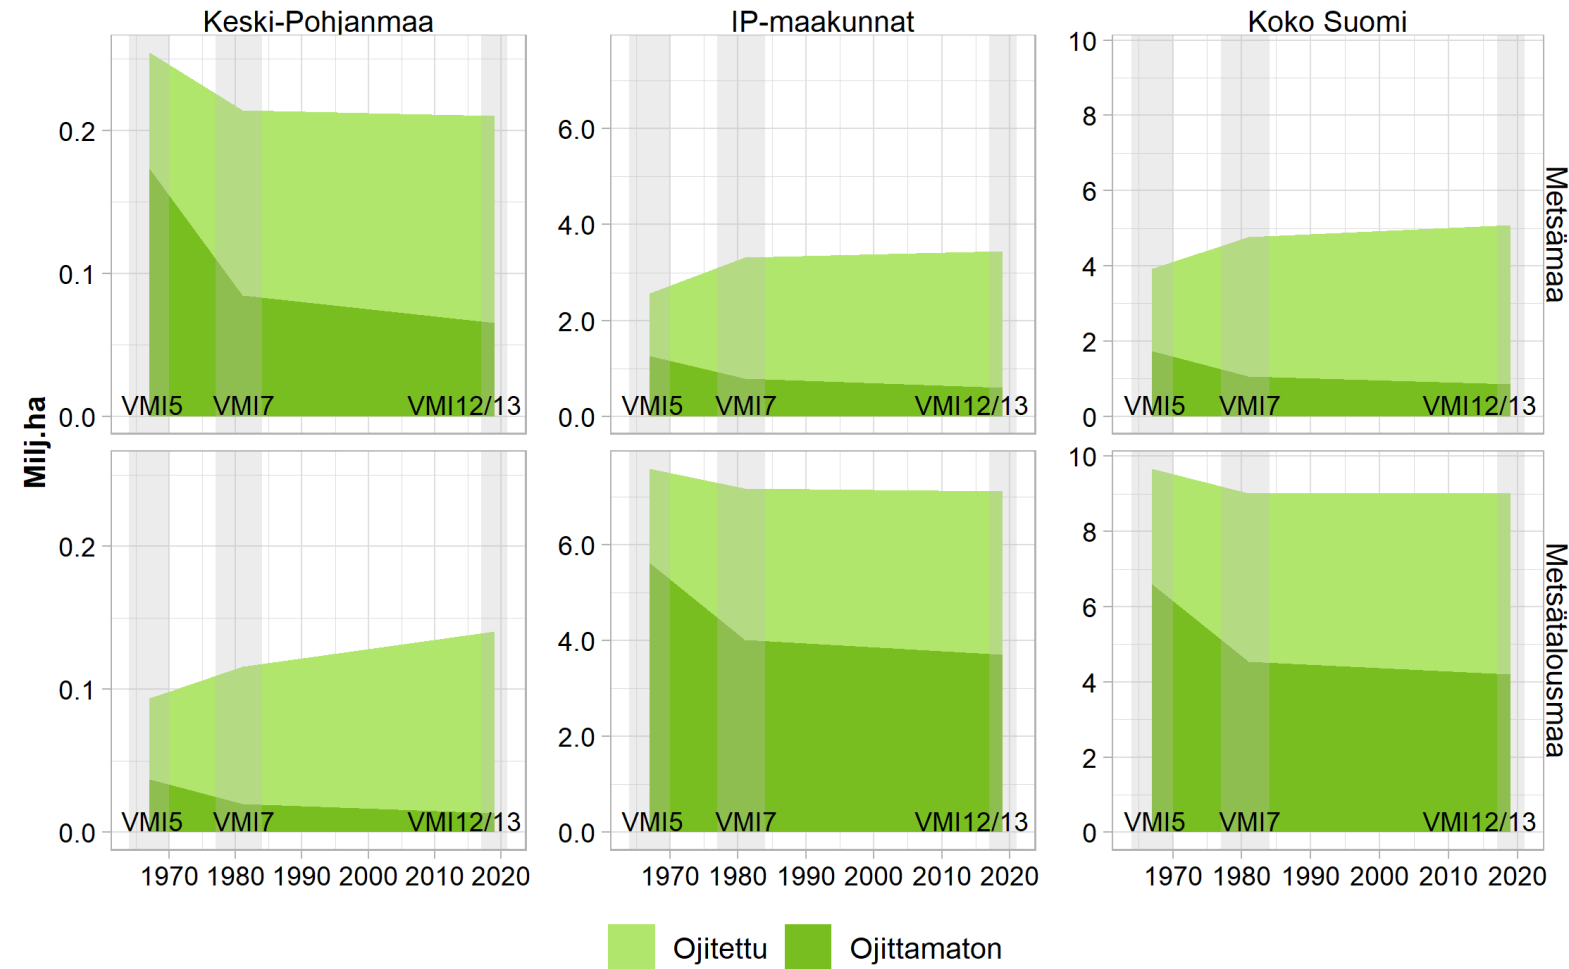 Keski-Pohjanmaa IP-maakunnat Koko Suomi
Milj.ha
0.2
0.1
0.0
VMI5 VMI7 VMI12/13
6.0
4.0
2.0
0.0
VMI5 VMI7 VMI12/13
10
8
6
4
2
0
VMI5 VMI7 VMI12/13
Metsämaa
0.2
0.1
0.0
VMI5 VMI7 VMI12/13
1970 1980 1990 2000 2010 2020
6.0
4.0
2.0
0.0
VMI5 VMI7 VMI12/13
1970 1980 1990 2000 2010 2020
10
8
6
4
2
0
VMI5 VMI7 VMI12/13
1970 1980 1990 2000 2010 2020
Metsätalousmaa
Ojitettu Ojittamaton